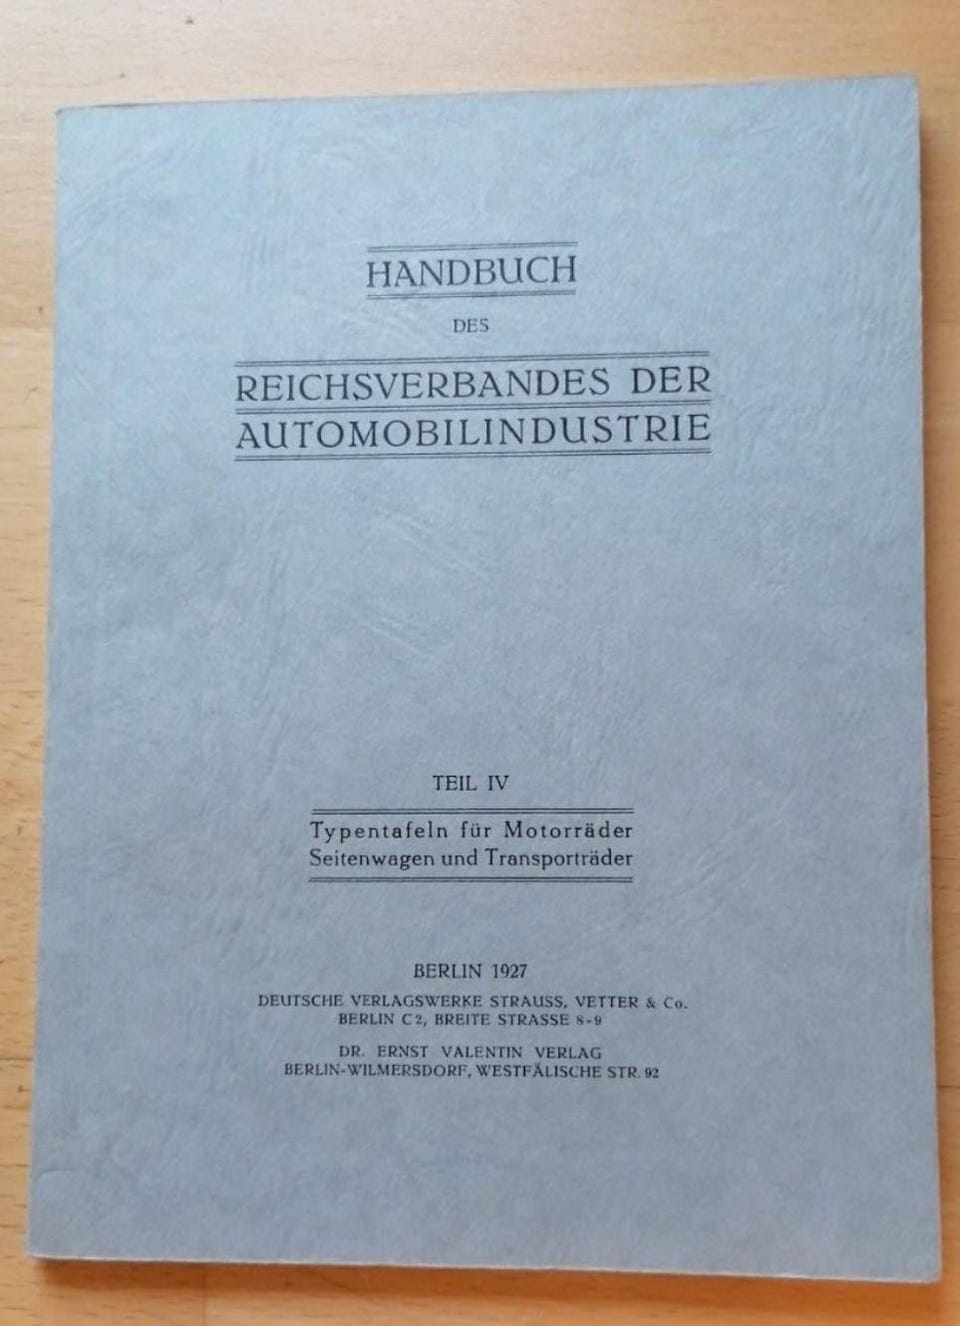 HANDBUCH
DES
REICHSVERBANDES DER
AUTOMOBILINDUSTRIE
TEIL IV
Typentafeln für Motorräder
Seitenwagen und Transporträder
BERLIN 1927
DEUTSCHE VERLAGSWERKE STRAUSS, VETTER & Co.
BERLIN C 2, BREITE STRASSE 8-9
DR. ERNST VALENTIN VERLAG
BERLIN-WILMERSDORF, WESTFÄLISCHE STR. 92